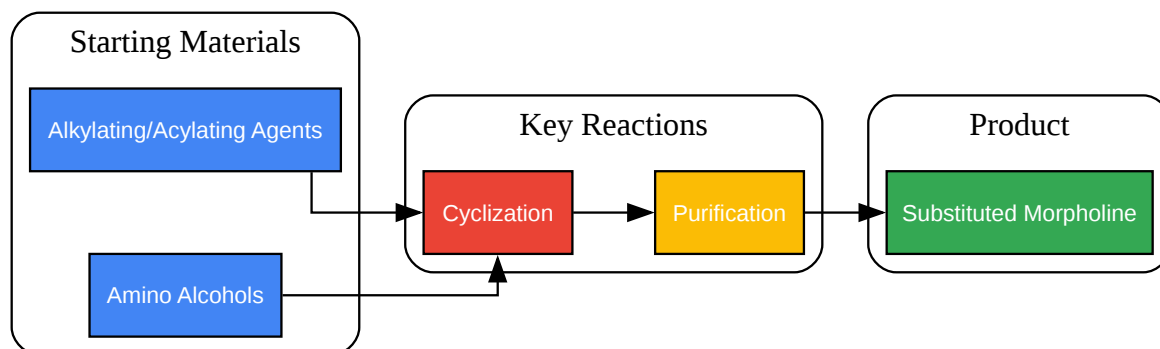 Starting Materials
Alkylating/Acylating Agents
Amino Alcohols
Key Reactions
Cyclization
Purification
Product
Substituted Morpholine